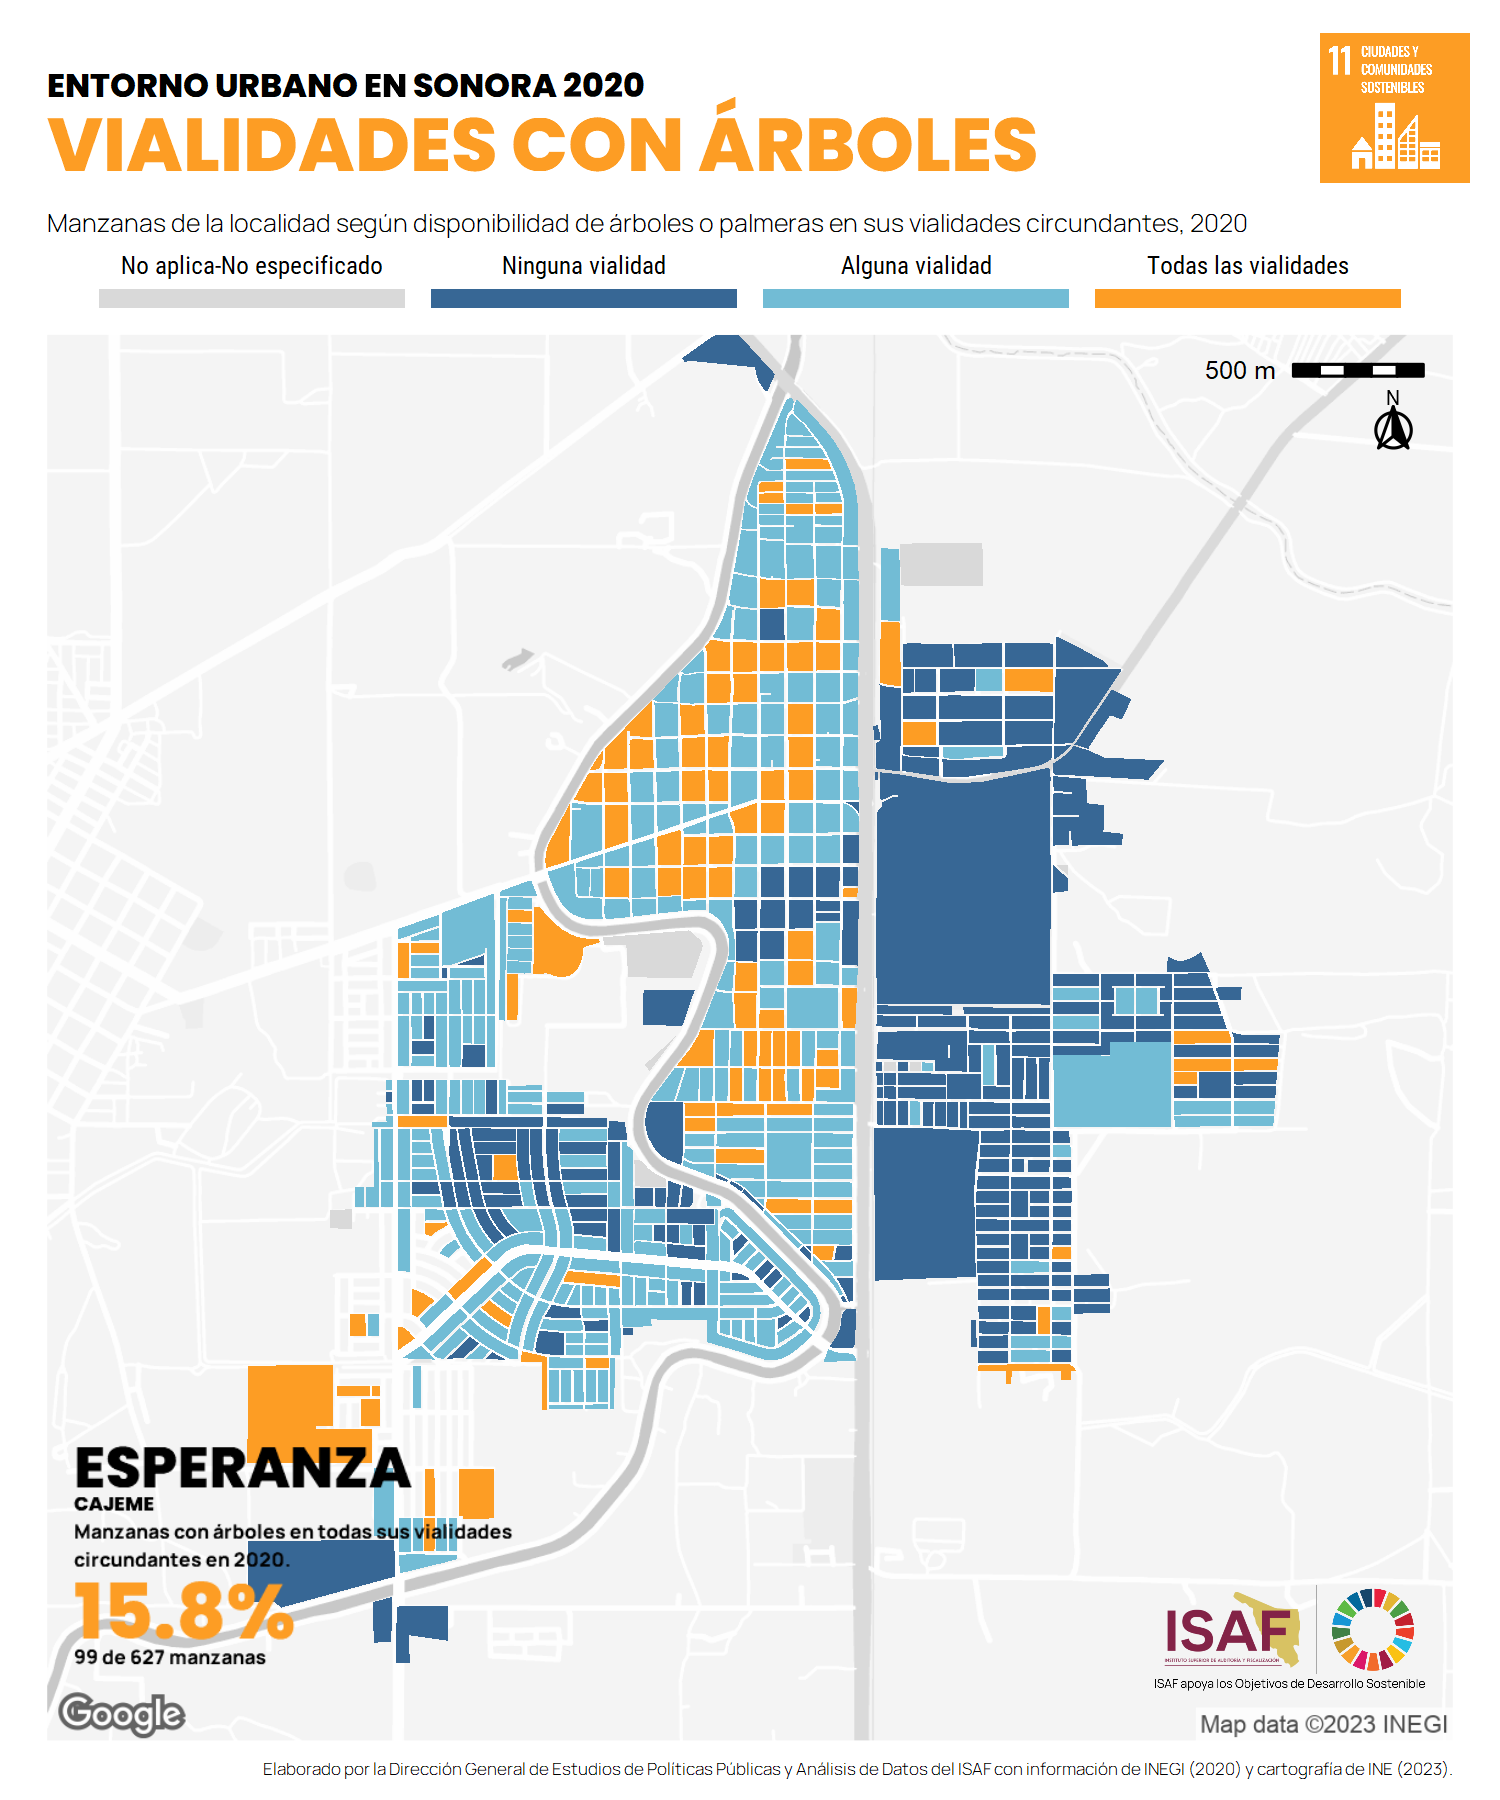 11 CIUDADES Y
COMUNIDADES
SOSTENIBLES
ENTORNO URBANO EN SONORA 2020
VIALIDADES CON ÁRBOLES
Manzanas de la localidad según disponibilidad de árboles o palmeras en sus vialidades circundantes, 2020
No aplica-No especificado
Ninguna vialidad
Alguna vialidad
Todas las vialidades
500 m
N
ESPERANZA
CAJEME
Manzanas con árboles en todas sus vialidades
circundantes en 2020.
15.8%
99 de 627 manzanas
Google
ISAF
INSTITUTO SUPERIOR DE AUDITORÍA Y FISCALIZACIÓN
ISAF apoya los Objetivos de Desarrollo Sostenible
Map data ©2023 INEGI
Elaborado por la Dirección General de Estudios de Políticas Públicas y Análisis de Datos del ISAF con información de INEGI (2020) y cartografía de INE (2023).